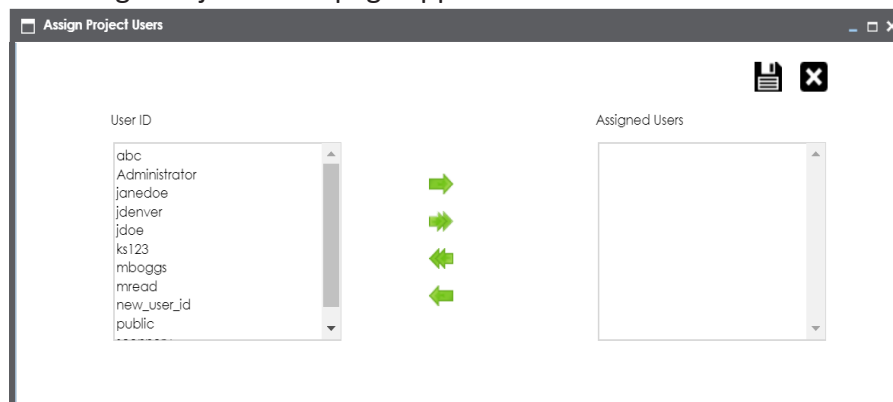 Assign Project Users
User ID
Assigned Users
abc
Administrator
janedoe
jdenver
jdoe
ks123
mboggs
mread
new_user_id
public